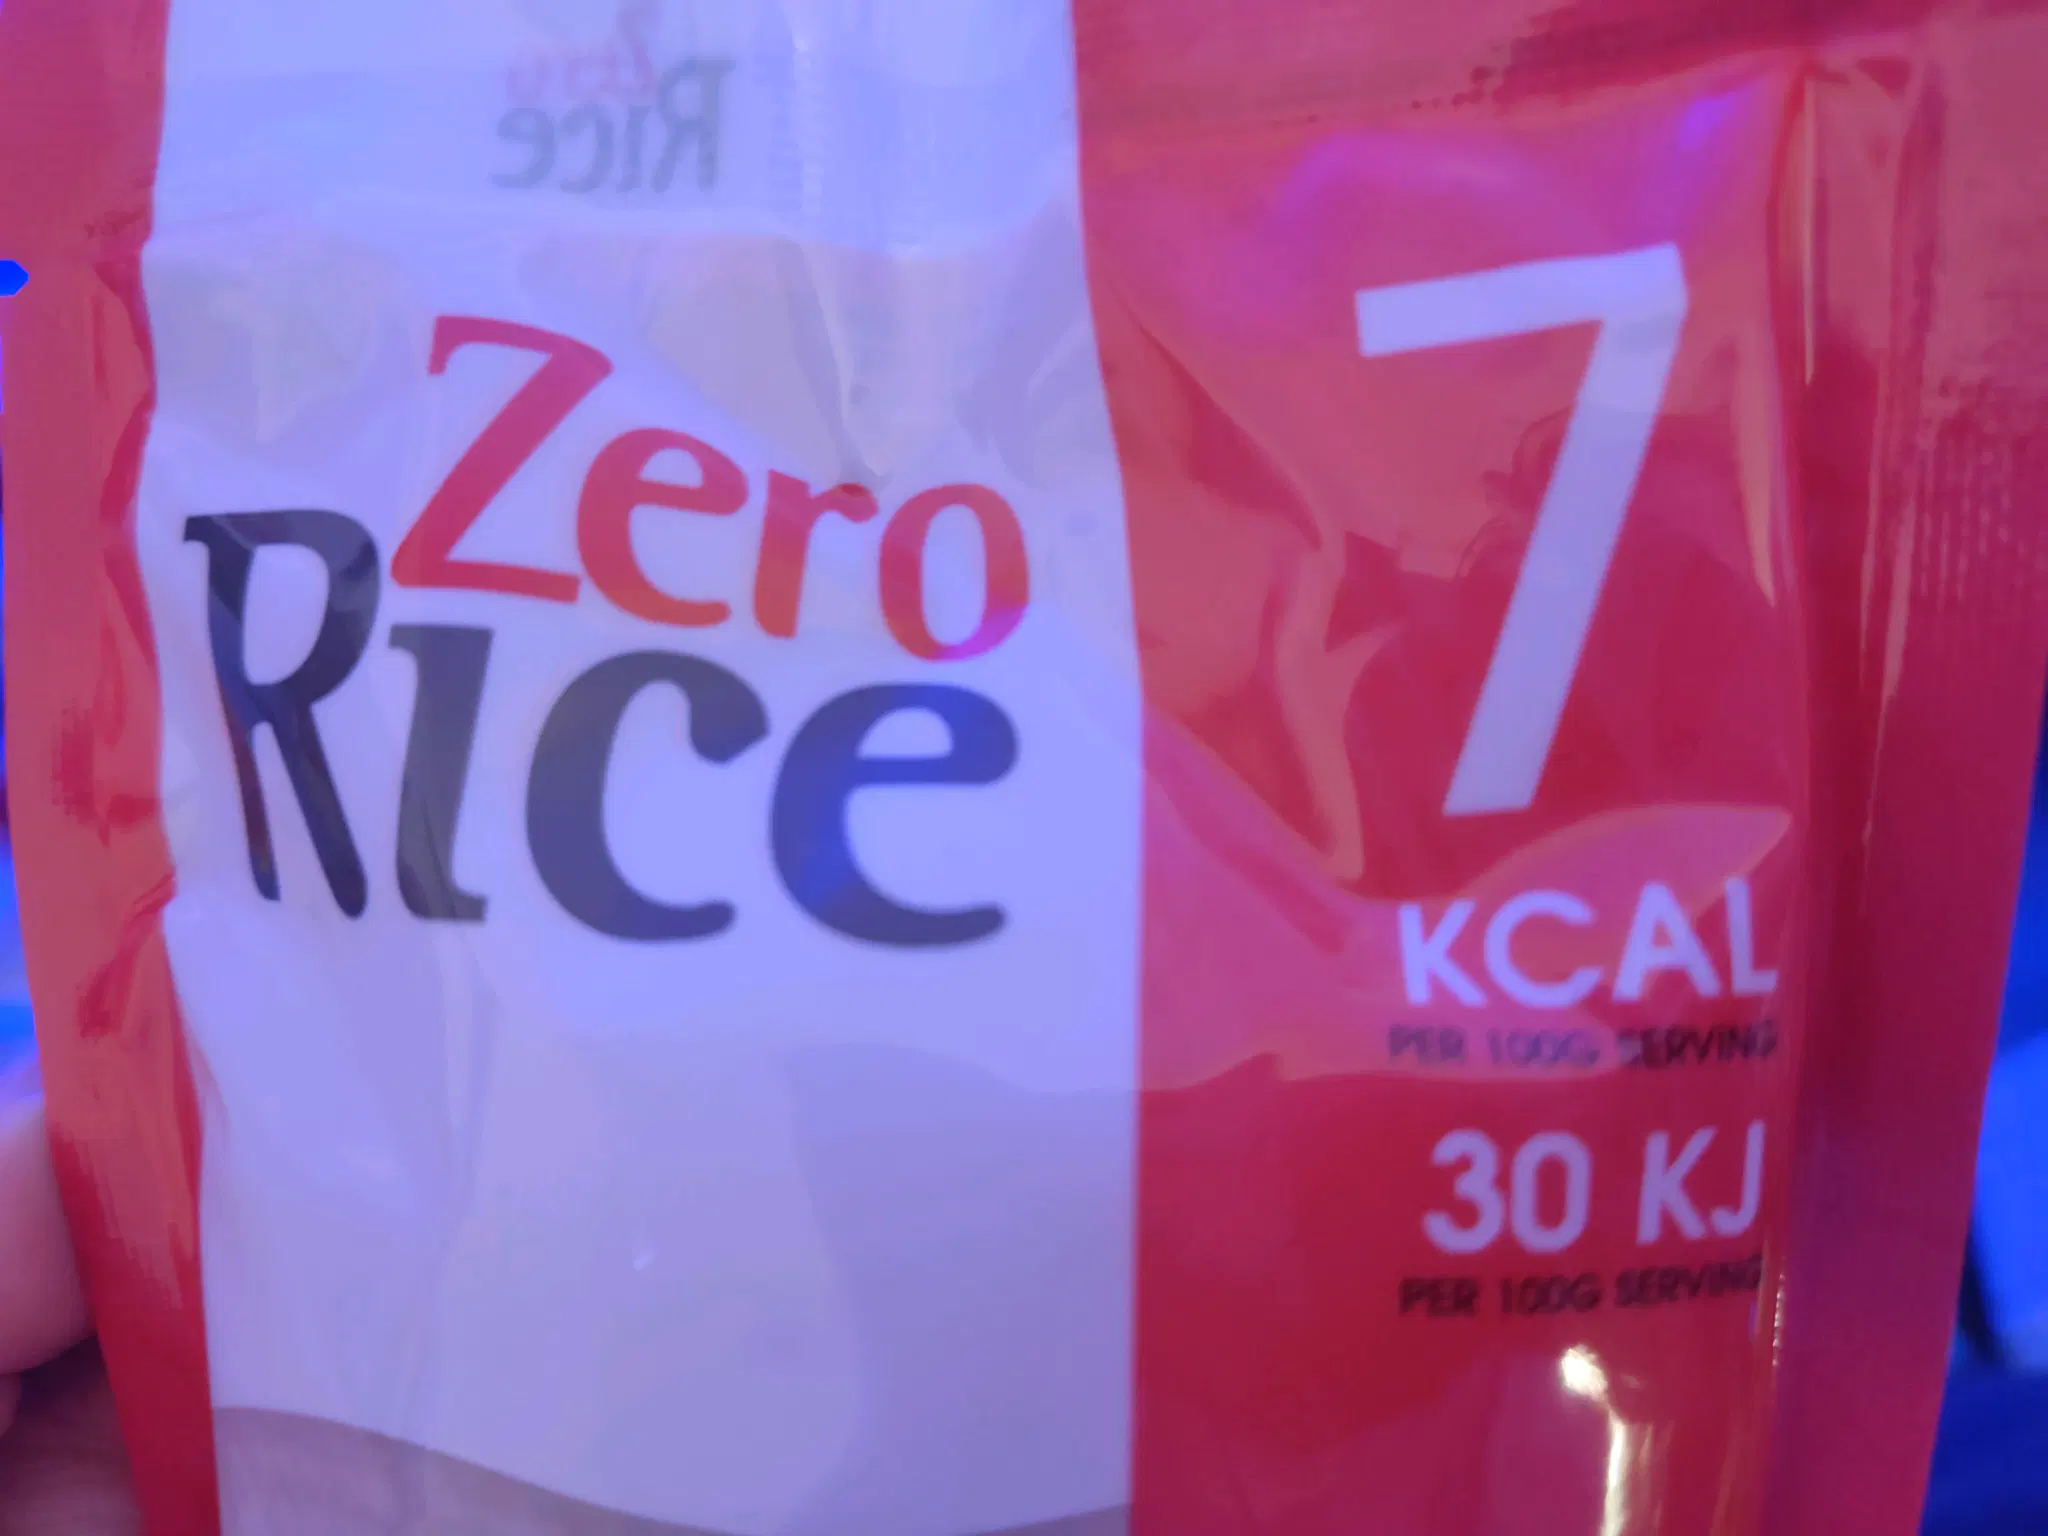 Zero
Rice
Zero
Rice
7
KCAL
PER 100G SERVING
30 KJ
PER 100G SERVING